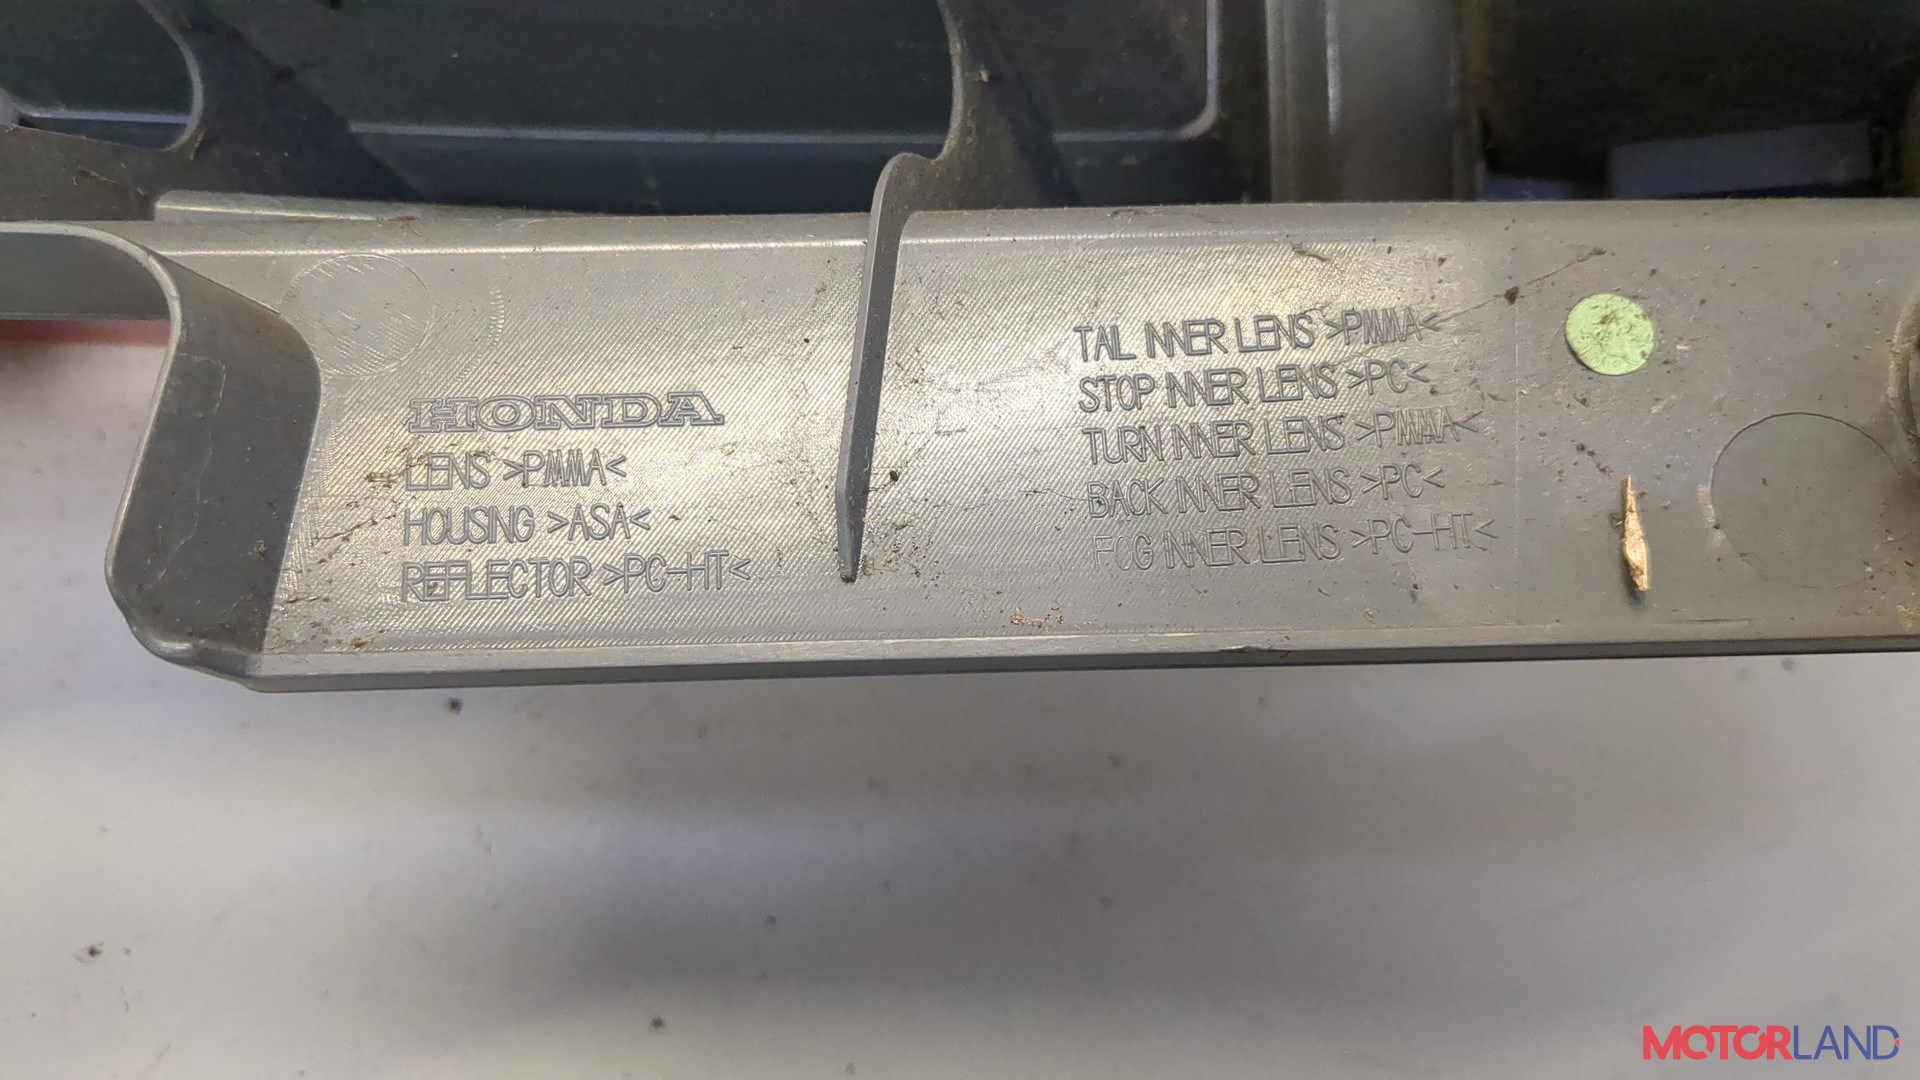 HONDA
LENS >PMMA<
HOUSING >ASA<
REFLECTOR >PC-HT<
TAIL INNER LENS >PMMA<
STOP INNER LENS >PC<
TURN INNER LENS >PMMA<
BACK INNER LENS >PC<
FOG INNER LENS >PC-HT<
MOTORLAND